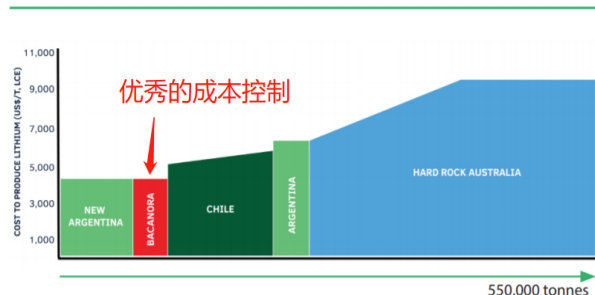 11,000
9,000
7,000
5,000
3,000
1,000
COST TO PRODUCE LITHIUM (US$/T. LCE)
优秀的成本控制
NEW
ARGENTINA
BACANORA
CHILE
ARGENTINA
HARD ROCK AUSTRALIA
550,000 tonnes